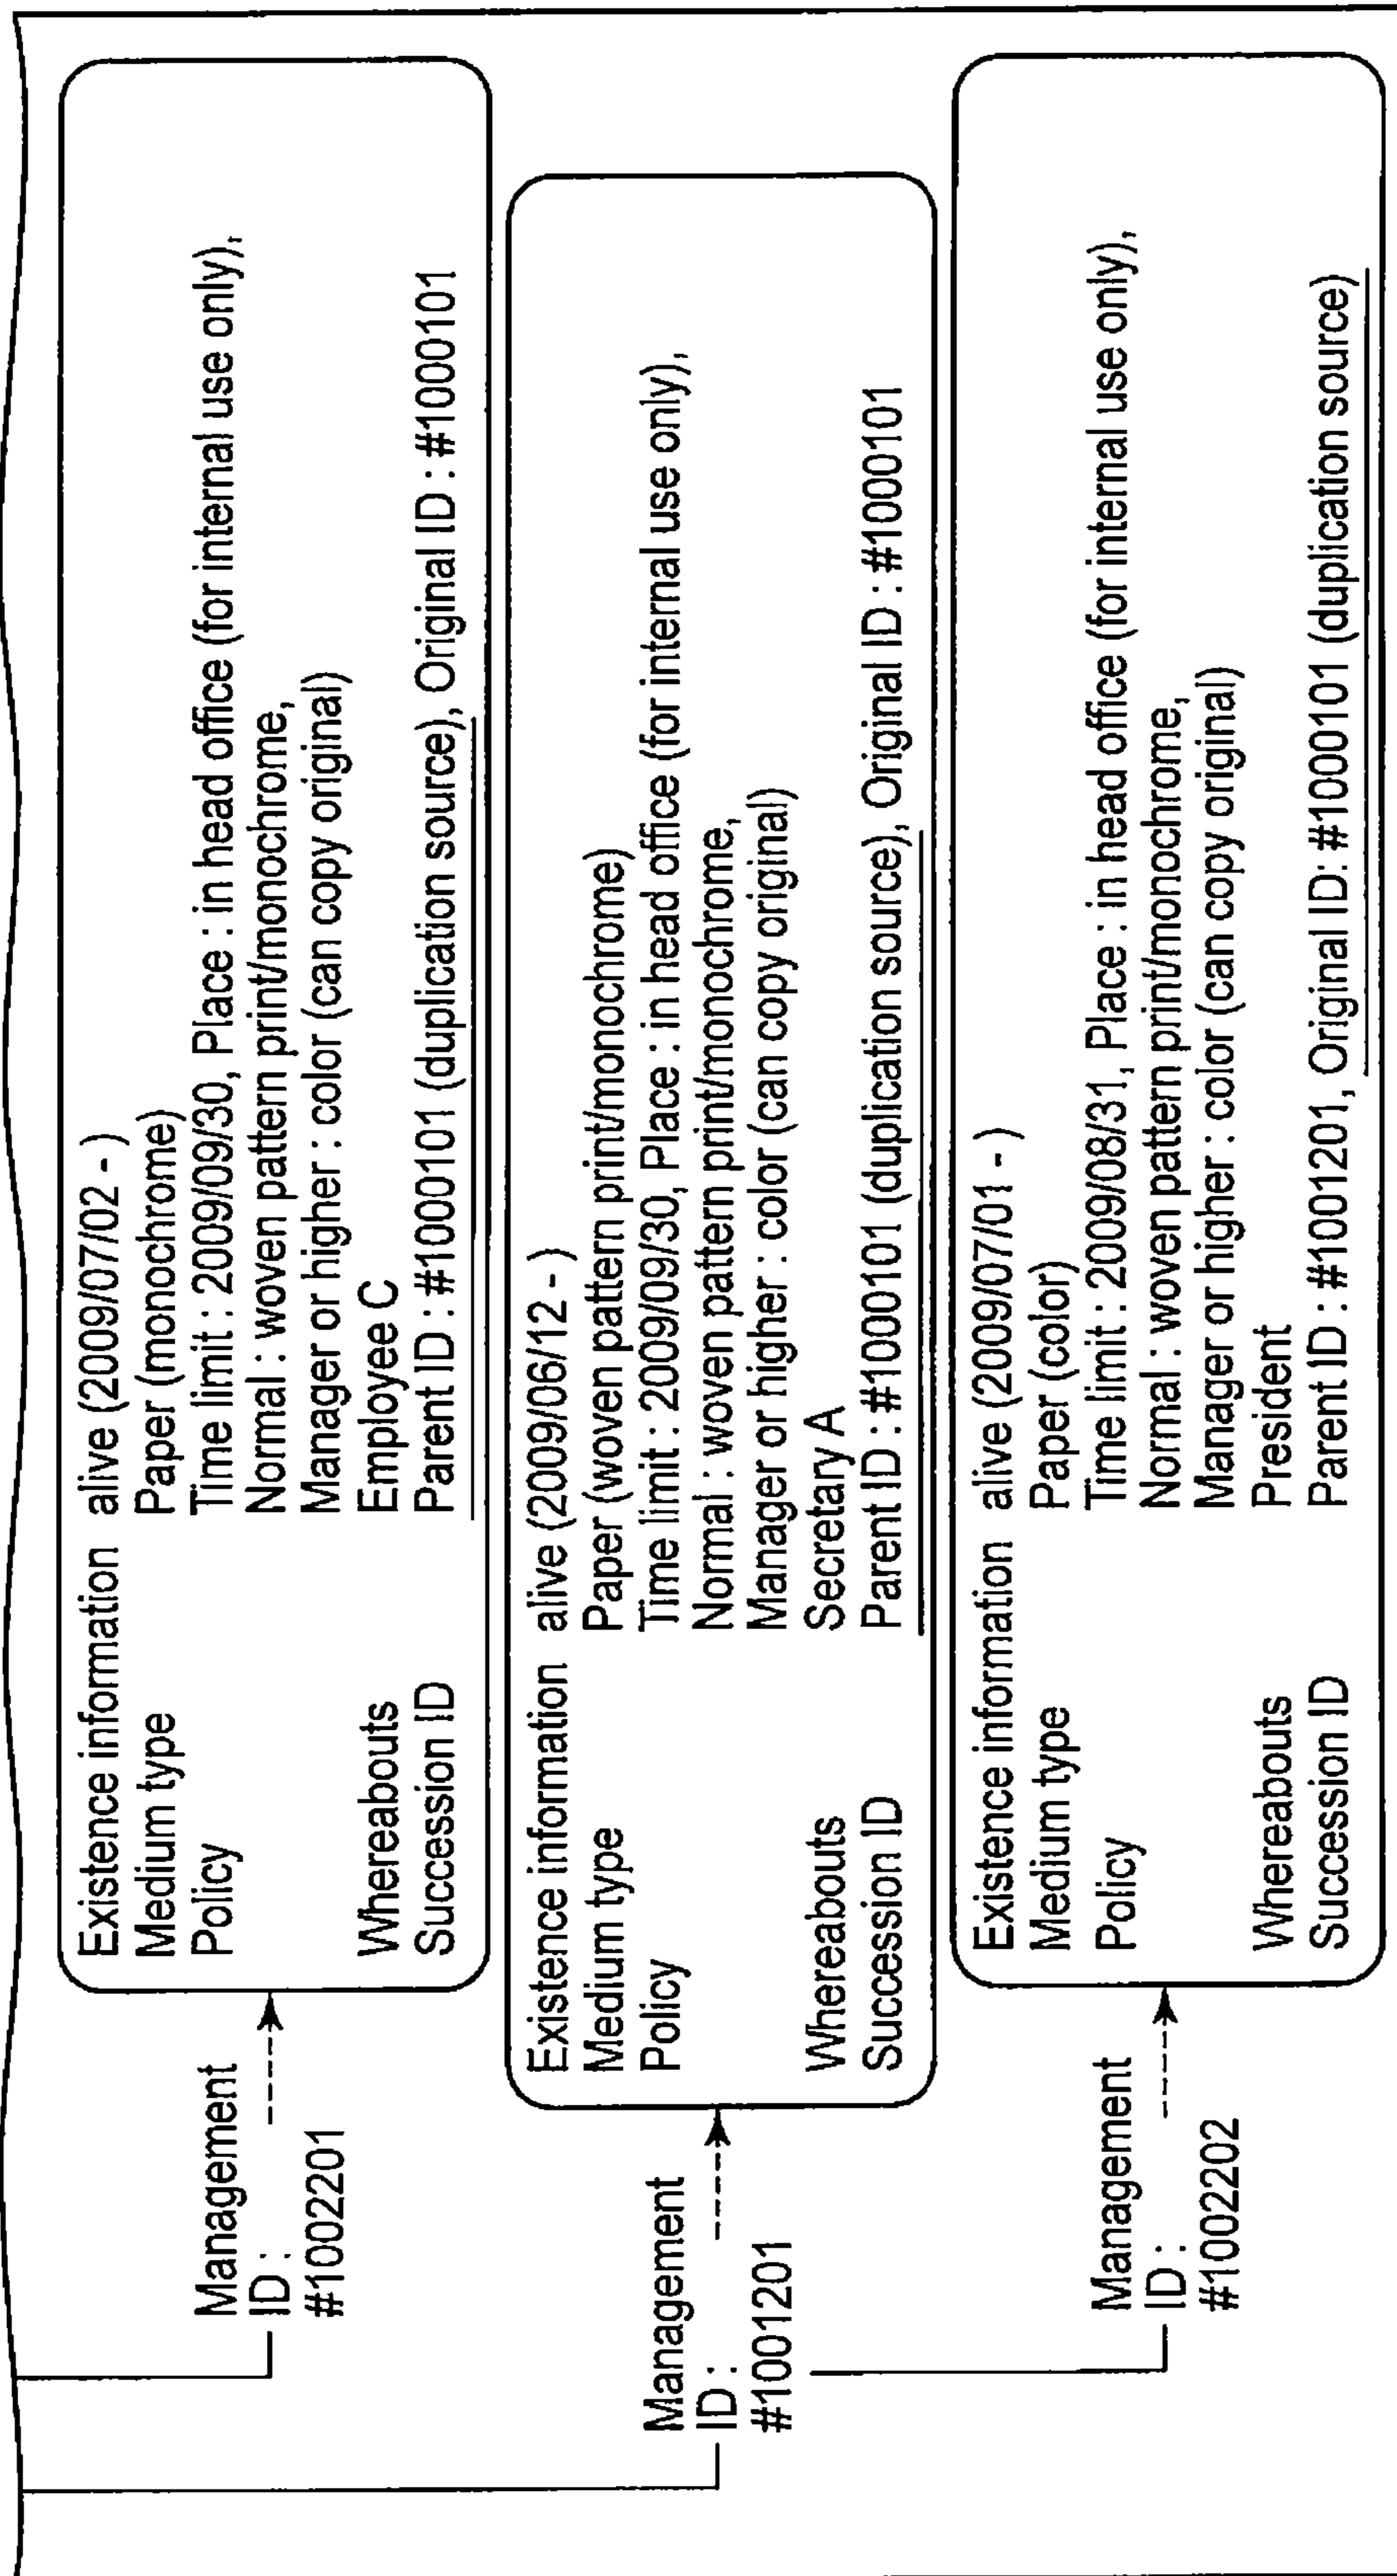 Management
ID :
#1002201
Existence information alive (2009/07/02 - )
Medium type Paper (monochrome)
Policy Time limit : 2009/09/30, Place : in head office (for internal use only),
Normal : woven pattern print/monochrome,
Manager or higher : color (can copy original)
Whereabouts Employee C
Succession ID Parent ID : #1000101 (duplication source), Original ID : #1000101
Management
ID :
#1001201
Existence information alive (2009/06/12 - )
Medium type Paper (woven pattern print/monochrome)
Policy Time limit : 2009/09/30, Place : in head office (for internal use only),
Normal : woven pattern print/monochrome,
Manager or higher : color (can copy original)
Whereabouts Secretary A
Succession ID Parent ID : #1000101 (duplication source), Original ID : #1000101
Management
ID :
#1002202
Existence information alive (2009/07/01 - )
Medium type Paper (color)
Policy Time limit : 2009/08/31, Place : in head office (for internal use only),
Normal : woven pattern print/monochrome,
Manager or higher : color (can copy original)
Whereabouts President
Succession ID Parent ID : #1001201, Original ID: #1000101 (duplication source)